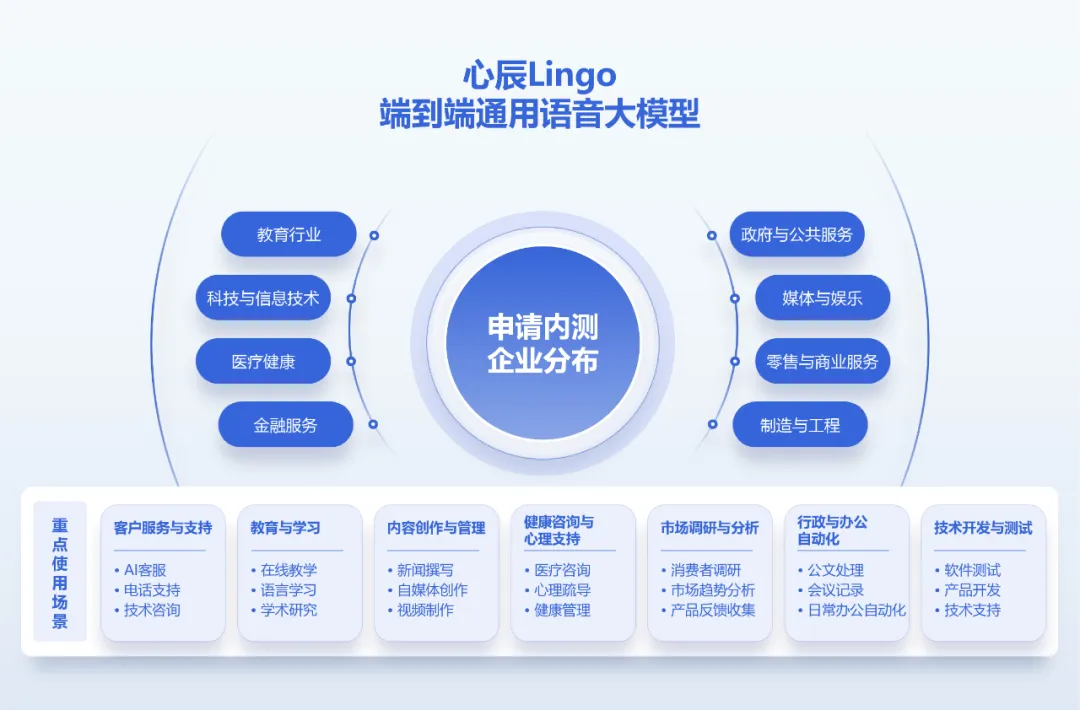 心辰Lingo
端到端通用语音大模型
教育行业
科技与信息技术
医疗健康
金融服务
申请内测
企业分布
政府与公共服务
媒体与娱乐
零售与商业服务
制造与工程
重点使用场景
客户服务与支持
• AI客服
• 电话支持
• 技术咨询
教育与学习
• 在线教学
• 语言学习
• 学术研究
内容创作与管理
• 新闻撰写
• 自媒体创作
• 视频制作
健康咨询与
心理支持
• 医疗咨询
• 心理疏导
• 健康管理
市场调研与分析
• 消费者调研
• 市场趋势分析
• 产品反馈收集
行政与办公
自动化
• 公文处理
• 会议记录
• 日常办公自动化
技术开发与测试
• 软件测试
• 产品开发
• 技术支持